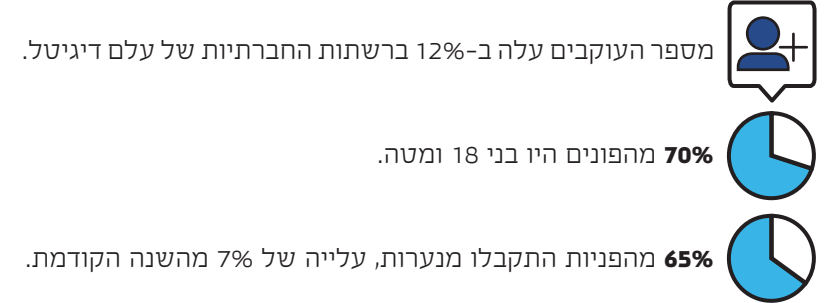 מספר העוקבים עלה ב-12% ברשתות החברתיות של עלם דיגיטל.
70% מהפונים היו בני 18 ומטה.
65% מהפניות התקבלו מנערות, עלייה של 7% מהשנה הקודמת.